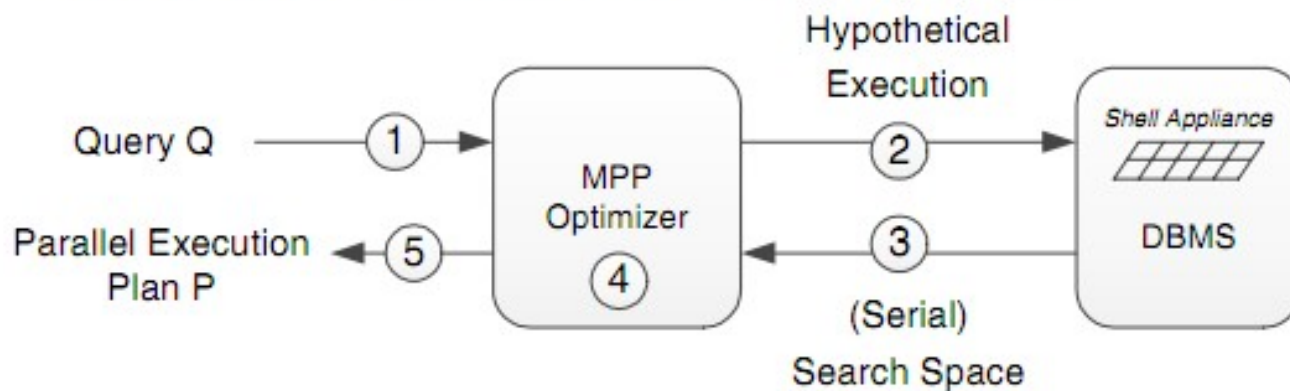 Hypothetical
Execution
Query Q
1
2
Shell Appliance
MPP
Optimizer
DBMS
Parallel Execution
Plan P
5
4
3
(Serial)
Search Space